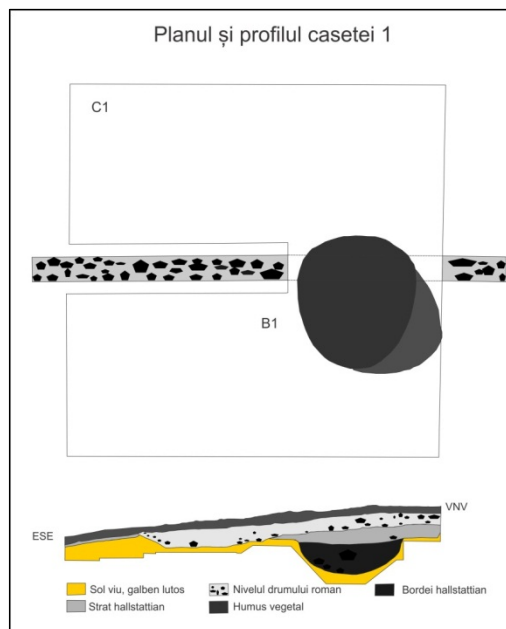 Planul și profilul casetei 1
C1
B1
VNV
ESE
Sol viu, galben lutos
Nivelul drumului roman
Bordei hallstattian
Strat hallstattian
Humus vegetal